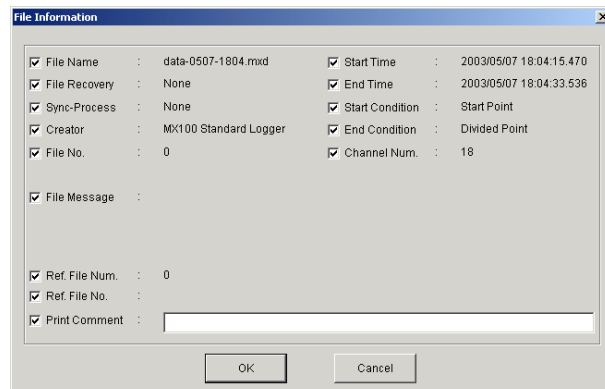 File Information
File Name : data-0507-1804.mxd Start Time : 2003/05/07 18:04:15.470
File Recovery : None End Time : 2003/05/07 18:04:33.536
Sync-Process : None Start Condition : Start Point
Creator : MX100 Standard Logger End Condition : Divided Point
File No. : 0 Channel Num. : 18
File Message :
Ref. File Num. : 0
Ref. File No. :
Print Comment :
OK Cancel